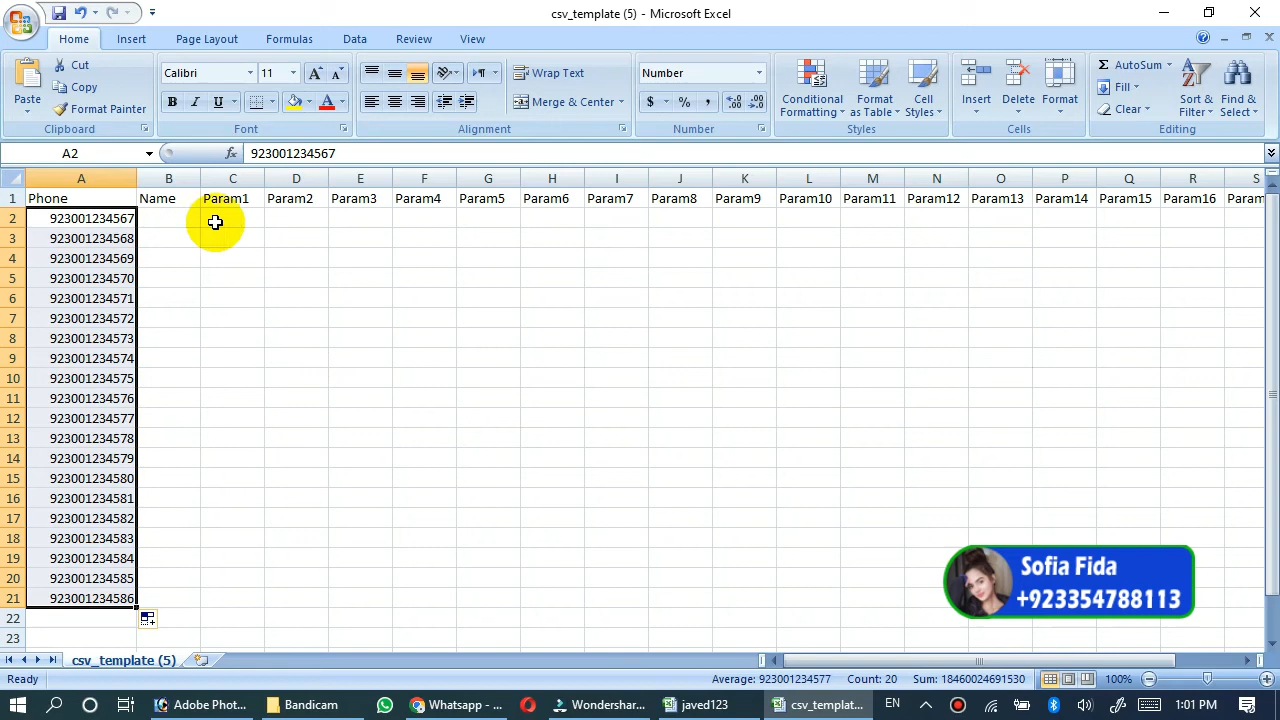 csv_template (5) - Microsoft Excel
Home Insert Page Layout Formulas Data Review View
Paste Cut Copy Format Painter Clipboard
Calibri 11 B I U A Font
Wrap Text Merge & Center Alignment
Number $ % , Number
Conditional Formatting Format as Table Cell Styles Styles
Insert Delete Format Cells
Σ AutoSum Fill Clear Sort & Filter Find & Select Editing
A2 fx 923001234567
A B C D E F G H I J K L M N O P Q R S
1 Phone Name Param1 Param2 Param3 Param4 Param5 Param6 Param7 Param8 Param9 Param10 Param11 Param12 Param13 Param14 Param15 Param16 Param
2 923001234567
3 923001234568
4 923001234569
5 923001234570
6 923001234571
7 923001234572
8 923001234573
9 923001234574
10 923001234575
11 923001234576
12 923001234577
13 923001234578
14 923001234579
15 923001234580
16 923001234581
17 923001234582
18 923001234583
19 923001234584
20 923001234585
21 923001234586
22
23
Sofia Fida
+923354788113
csv_template (5)
Ready Average: 923001234577 Count: 20 Sum: 18460024691530 100%
Adobe Phot... Bandicam Whatsapp - ... Wondershar... javed123 csv_templat... EN 1:01 PM